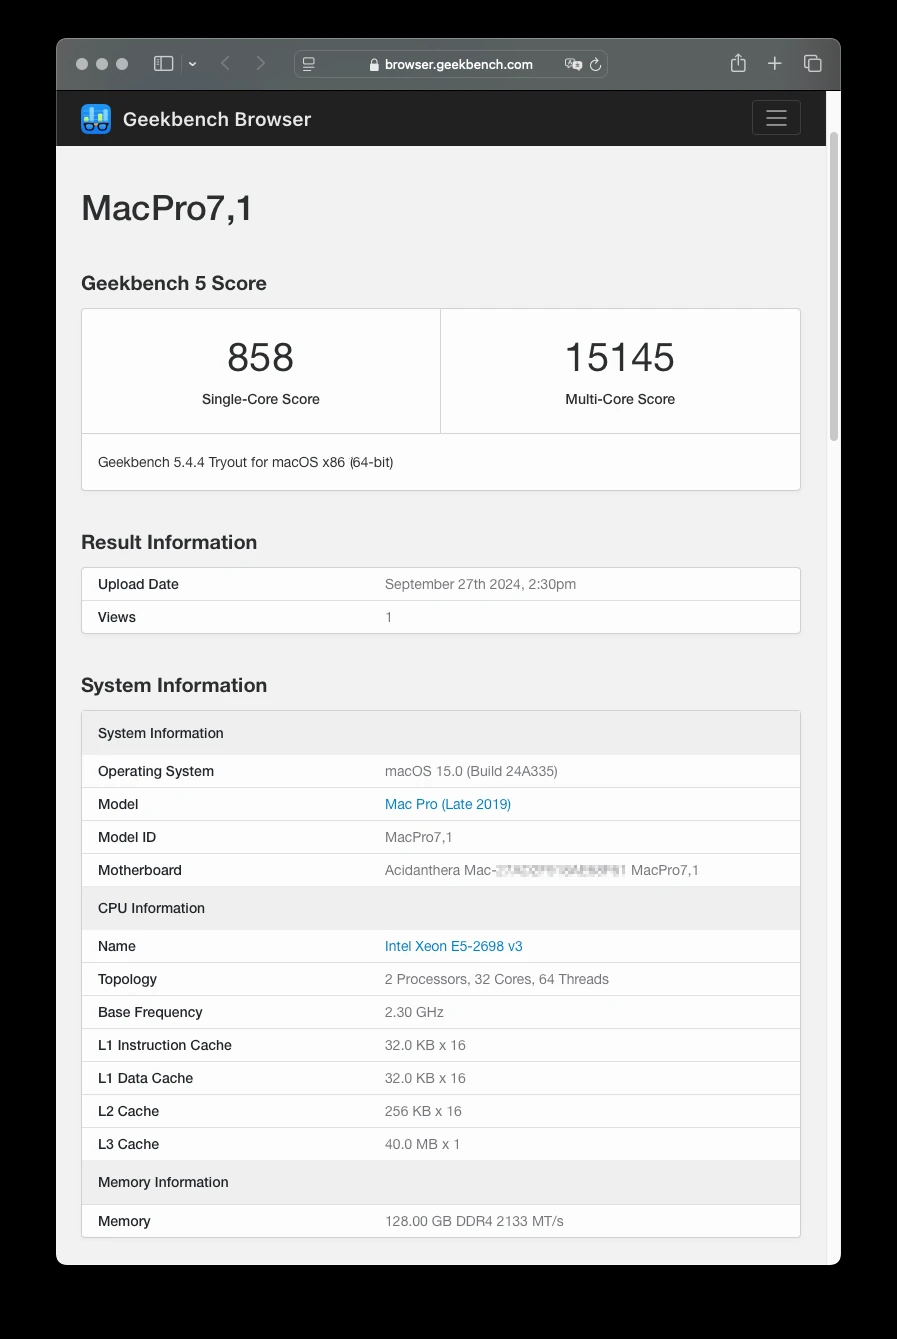 browser.geekbench.com
Geekbench Browser
MacPro7,1
Geekbench 5 Score
858
15145
Single-Core Score
Multi-Core Score
Geekbench 5.4.4 Tryout for macOS x86 (64-bit)
Result Information
Upload Date September 27th 2024, 2:30pm
Views 1
System Information
System Information
Operating System macOS 15.0 (Build 24A335)
Model Mac Pro (Late 2019)
Model ID MacPro7,1
Motherboard Acidanthera Mac- MacPro7,1
CPU Information
Name Intel Xeon E5-2698 v3
Topology 2 Processors, 32 Cores, 64 Threads
Base Frequency 2.30 GHz
L1 Instruction Cache 32.0 KB x 16
L1 Data Cache 32.0 KB x 16
L2 Cache 256 KB x 16
L3 Cache 40.0 MB x 1
Memory Information
Memory 128.00 GB DDR4 2133 MT/s